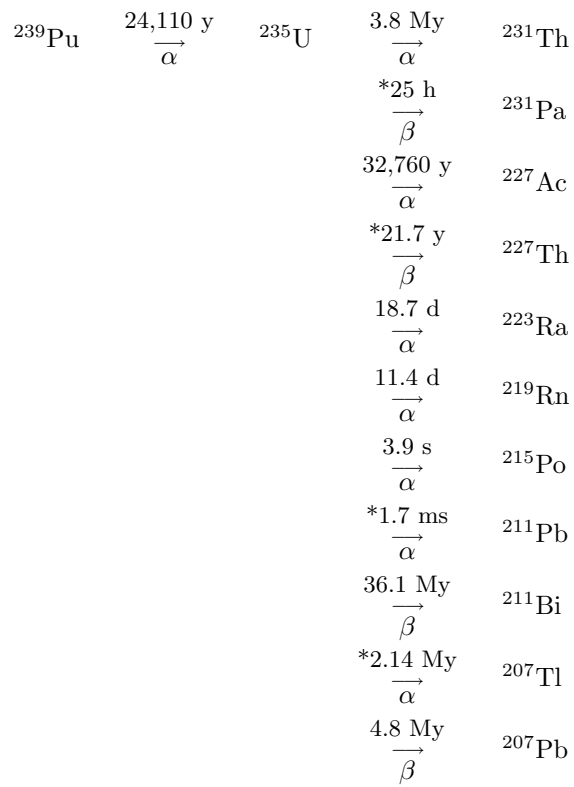 ²³⁹Pu 24,110 y → α ²³⁵U 3.8 My → α ²³¹Th
*25 h → β ²³¹Pa
32,760 y → α ²²⁷Ac
*21.7 y → β ²²⁷Th
18.7 d → α ²²³Ra
11.4 d → α ²¹⁹Rn
3.9 s → α ²¹⁵Po
*1.7 ms → α ²¹¹Pb
36.1 My → β ²¹¹Bi
*2.14 My → α ²⁰⁷Tl
4.8 My → β ²⁰⁷Pb